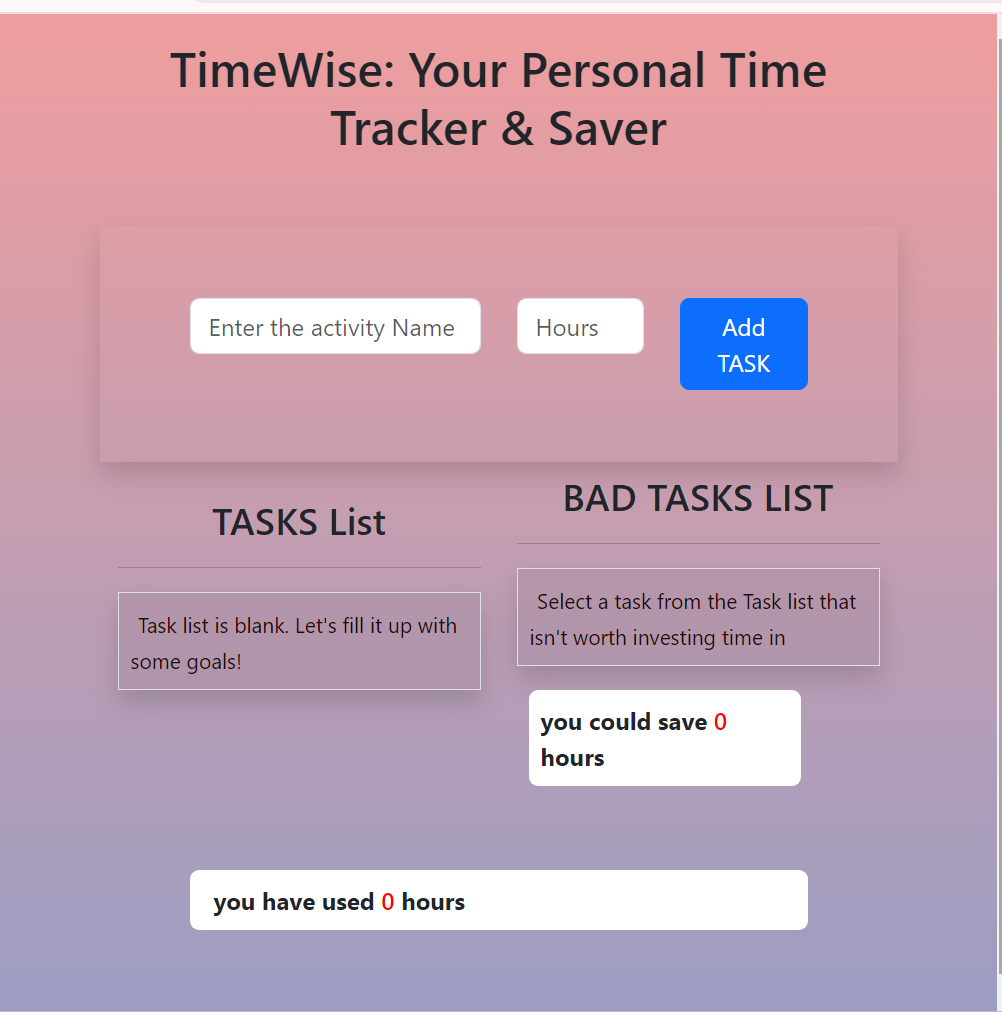 TimeWise: Your Personal Time
Tracker & Saver
Enter the activity Name
Hours
Add
TASK
TASKS List
Task list is blank. Let's fill it up with
some goals!
BAD TASKS LIST
Select a task from the Task list that
isn't worth investing time in
you could save 0
hours
you have used 0 hours